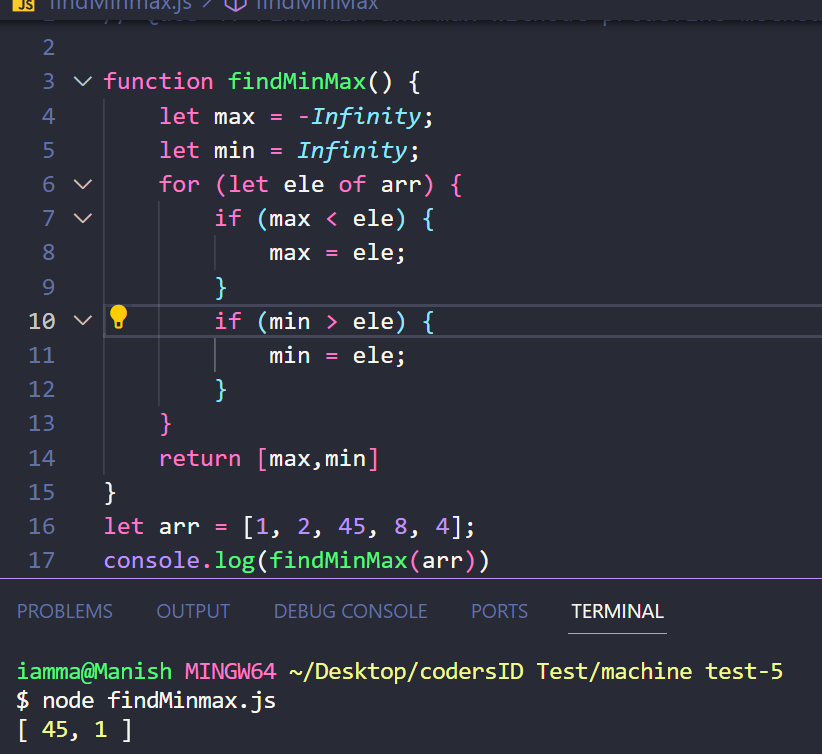 findMinmax.js > findMinMax
2
3 function findMinMax() {
4 let max = -Infinity;
5 let min = Infinity;
6 for (let ele of arr) {
7 if (max < ele) {
8 max = ele;
9 }
10 if (min > ele) {
11 min = ele;
12 }
13 }
14 return [max,min]
15 }
16 let arr = [1, 2, 45, 8, 4];
17 console.log(findMinMax(arr))
PROBLEMS OUTPUT DEBUG CONSOLE PORTS TERMINAL
iamma@Manish MINGW64 ~/Desktop/codersID Test/machine test-5
$ node findMinmax.js
[ 45, 1 ]